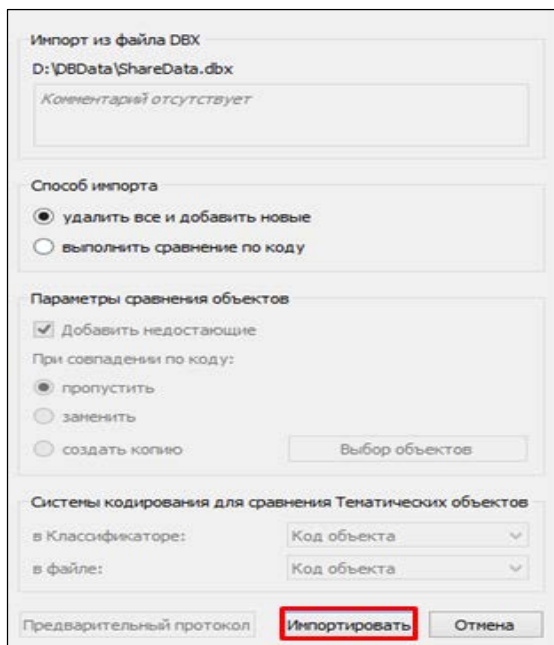 Импорт из файла DBX
D:\DBData\ShareData.dbx
Комментарий отсутствует
Способ импорта
удалить все и добавить новые
выполнить сравнение по коду
Параметры сравнения объектов
Добавить недостающие
При совпадении по коду:
пропустить
заменить
создать копию
Выбор объектов
Системы кодирования для сравнения Тематических объектов
в Классификаторе:
Код объекта
в файле:
Код объекта
Предварительный протокол
Импортировать
Отмена